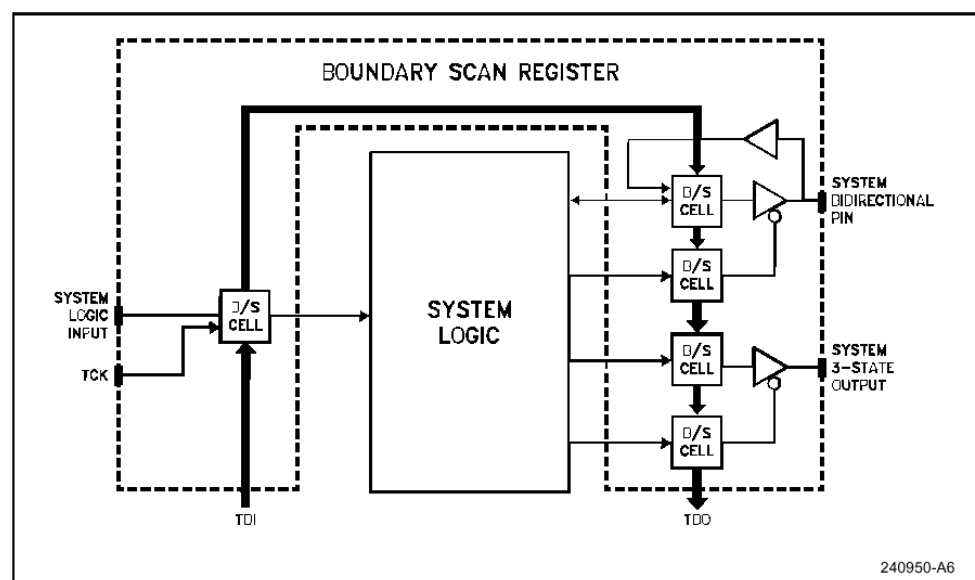 BOUNDARY SCAN REGISTER
B/S
CELL
SYSTEM
BIDIRECTIONAL
PIN
B/S
CELL
SYSTEM
LOGIC
INPUT
B/S
CELL
SYSTEM
LOGIC
B/S
CELL
SYSTEM
3-STATE
OUTPUT
TCK
B/S
CELL
TDI
TDO
240950-A6